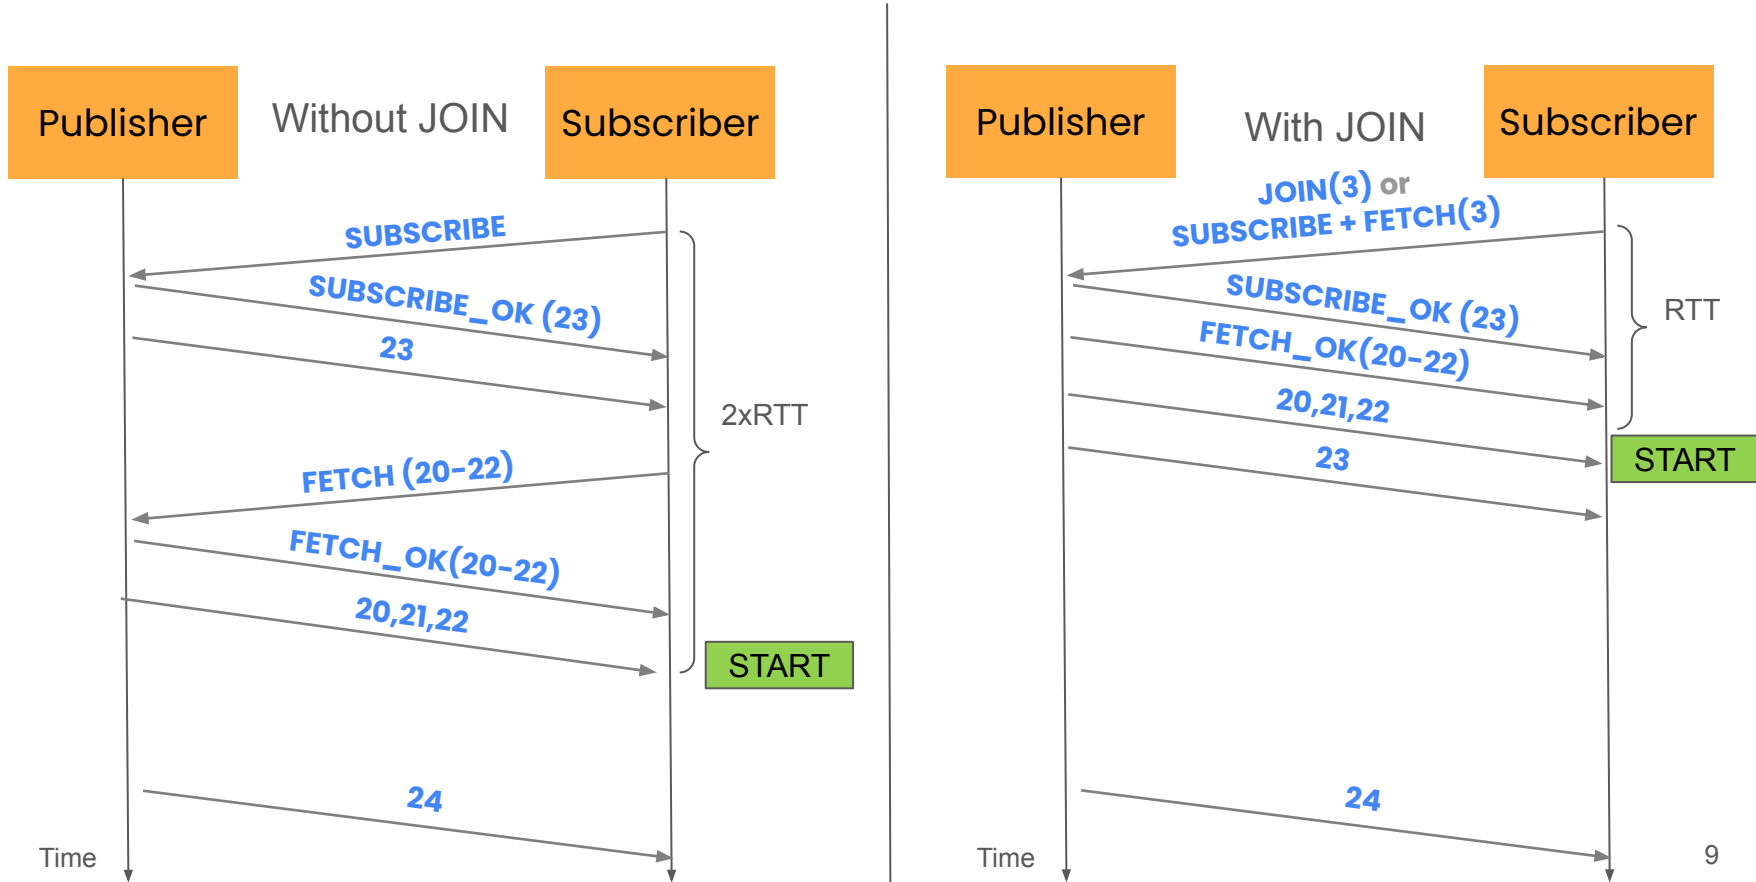 Publisher
Without JOIN
Subscriber
SUBSCRIBE
SUBSCRIBE_OK (23)
23
2xRTT
FETCH (20-22)
FETCH_OK(20-22)
20,21,22
START
24
Time
Publisher
With JOIN
Subscriber
JOIN(3) or
SUBSCRIBE + FETCH(3)
SUBSCRIBE_OK (23)
RTT
FETCH_OK(20-22)
20,21,22
START
23
24
Time
9